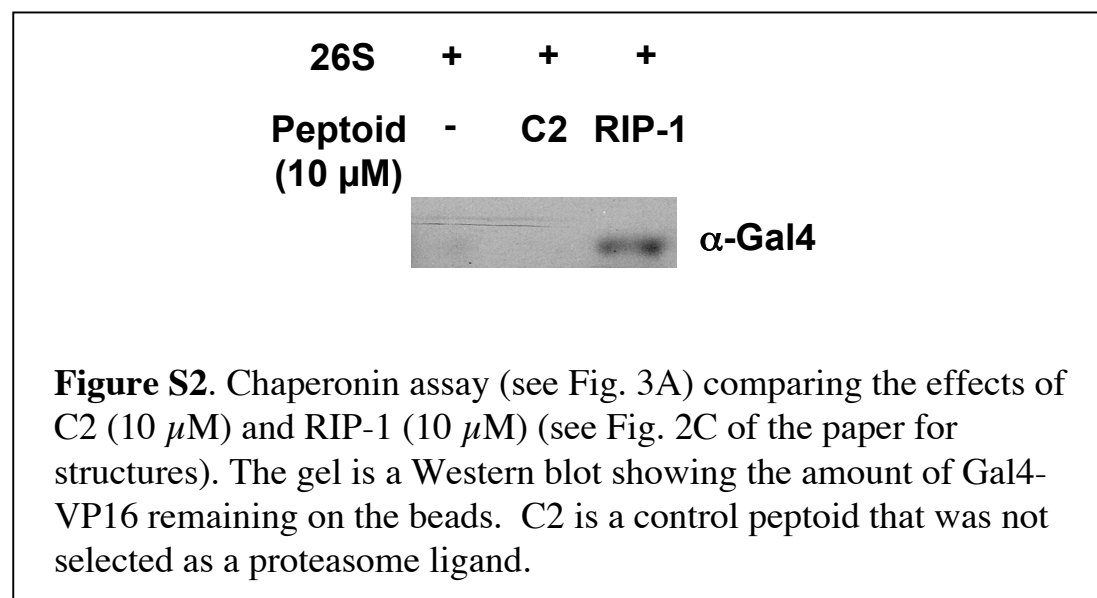 26S + + +
Peptoid - C2 RIP-1
(10 µM)
α-Gal4
Figure S2. Chaperonin assay (see Fig. 3A) comparing the effects of
C2 (10 µM) and RIP-1 (10 µM) (see Fig. 2C of the paper for
structures). The gel is a Western blot showing the amount of Gal4-
VP16 remaining on the beads.  C2 is a control peptoid that was not
selected as a proteasome ligand.